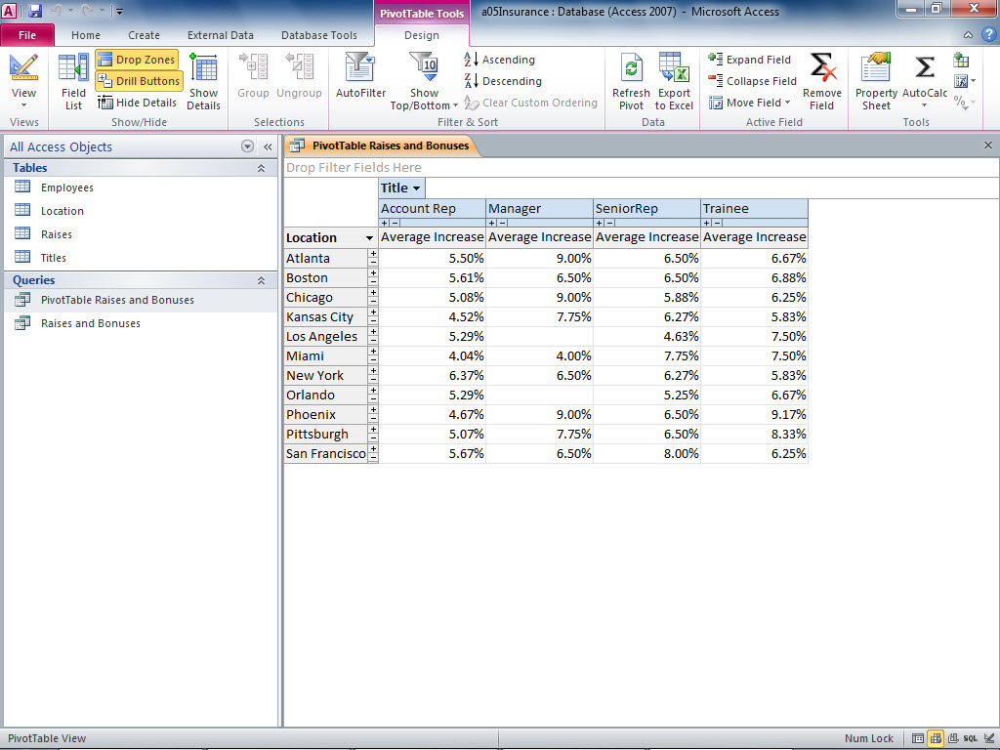 PivotTable Tools
a05Insurance : Database (Access 2007) - Microsoft Access
File Home Create External Data Database Tools Design
View
Views
Field List
Drop Zones
Drill Buttons
Hide Details
Show Details
Show/Hide
Group Ungroup
Selections
AutoFilter
Show Top/Bottom
Ascending
Descending
Clear Custom Ordering
Filter & Sort
Refresh Pivot
Export to Excel
Data
Expand Field
Collapse Field
Move Field
Remove Field
Active Field
Property Sheet
AutoCalc
Tools
All Access Objects
Tables
Employees
Location
Raises
Titles
Queries
PivotTable Raises and Bonuses
Raises and Bonuses
PivotTable Raises and Bonuses
Drop Filter Fields Here
Title
Account Rep Manager SeniorRep Trainee
Location Average Increase Average Increase Average Increase Average Increase
Atlanta 5.50% 9.00% 6.50% 6.67%
Boston 5.61% 6.50% 6.50% 6.88%
Chicago 5.08% 9.00% 5.88% 6.25%
Kansas City 4.52% 7.75% 6.27% 5.83%
Los Angeles 5.29% 4.63% 7.50%
Miami 4.04% 4.00% 7.75% 7.50%
New York 6.37% 6.50% 6.27% 5.83%
Orlando 5.29% 5.25% 6.67%
Phoenix 4.67% 9.00% 6.50% 9.17%
Pittsburgh 5.07% 7.75% 6.50% 8.33%
San Francisco 5.67% 6.50% 8.00% 6.25%
PivotTable View
Num Lock
SQL